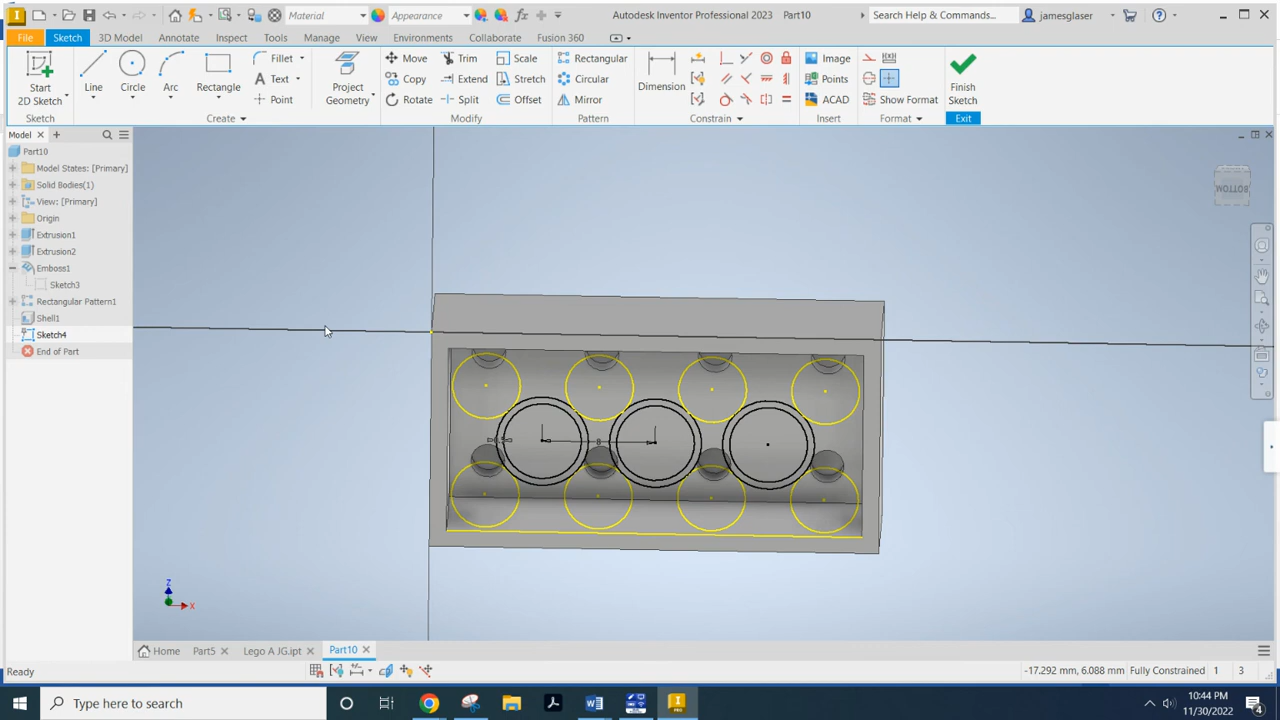 Material
Appearance
Autodesk Inventor Professional 2023 Part10
Search Help & Commands...
jamesglaser
File Sketch 3D Model Annotate Inspect Tools Manage View Environments Collaborate Fusion 360
Start
2D Sketch
Line
Circle
Arc
Rectangle
Fillet
Text
Point
Project
Geometry
Move
Copy
Rotate
Trim
Extend
Split
Scale
Stretch
Offset
Rectangular
Circular
Mirror
Dimension
Image
Points
ACAD
Show Format
Finish
Sketch
Sketch
Create
Modify
Pattern
Constrain
Insert
Format
Exit
Model
Part10
Model States: [Primary]
Solid Bodies(1)
View: [Primary]
Origin
Extrusion1
Extrusion2
Emboss1
Sketch3
Rectangular Pattern1
Shell1
Sketch4
End of Part
BOTTOM
8
Z
X
Home Part5 Lego A JG.ipt Part10
Ready
-17.292 mm, 6.088 mm Fully Constrained 1 3
Type here to search
10:44 PM
11/30/2022
4